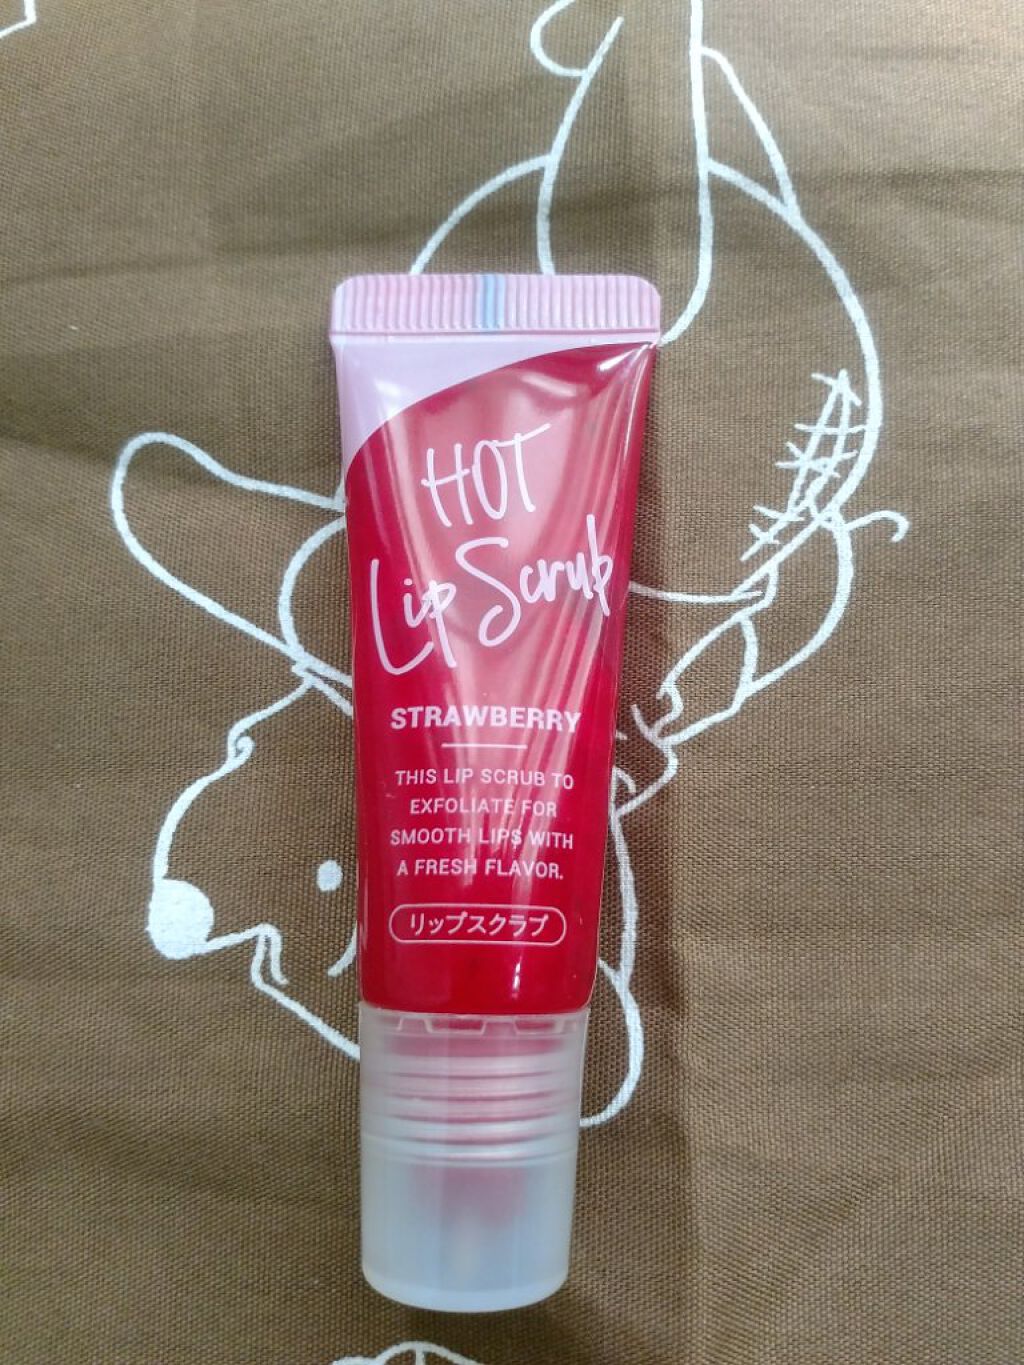 HOT
Lip Scrub
STRAWBERRY
THIS LIP SCRUB TO
EXFOLIATE FOR
SMOOTH LIPS WITH
A FRESH FLAVOR.
リップスクラブ